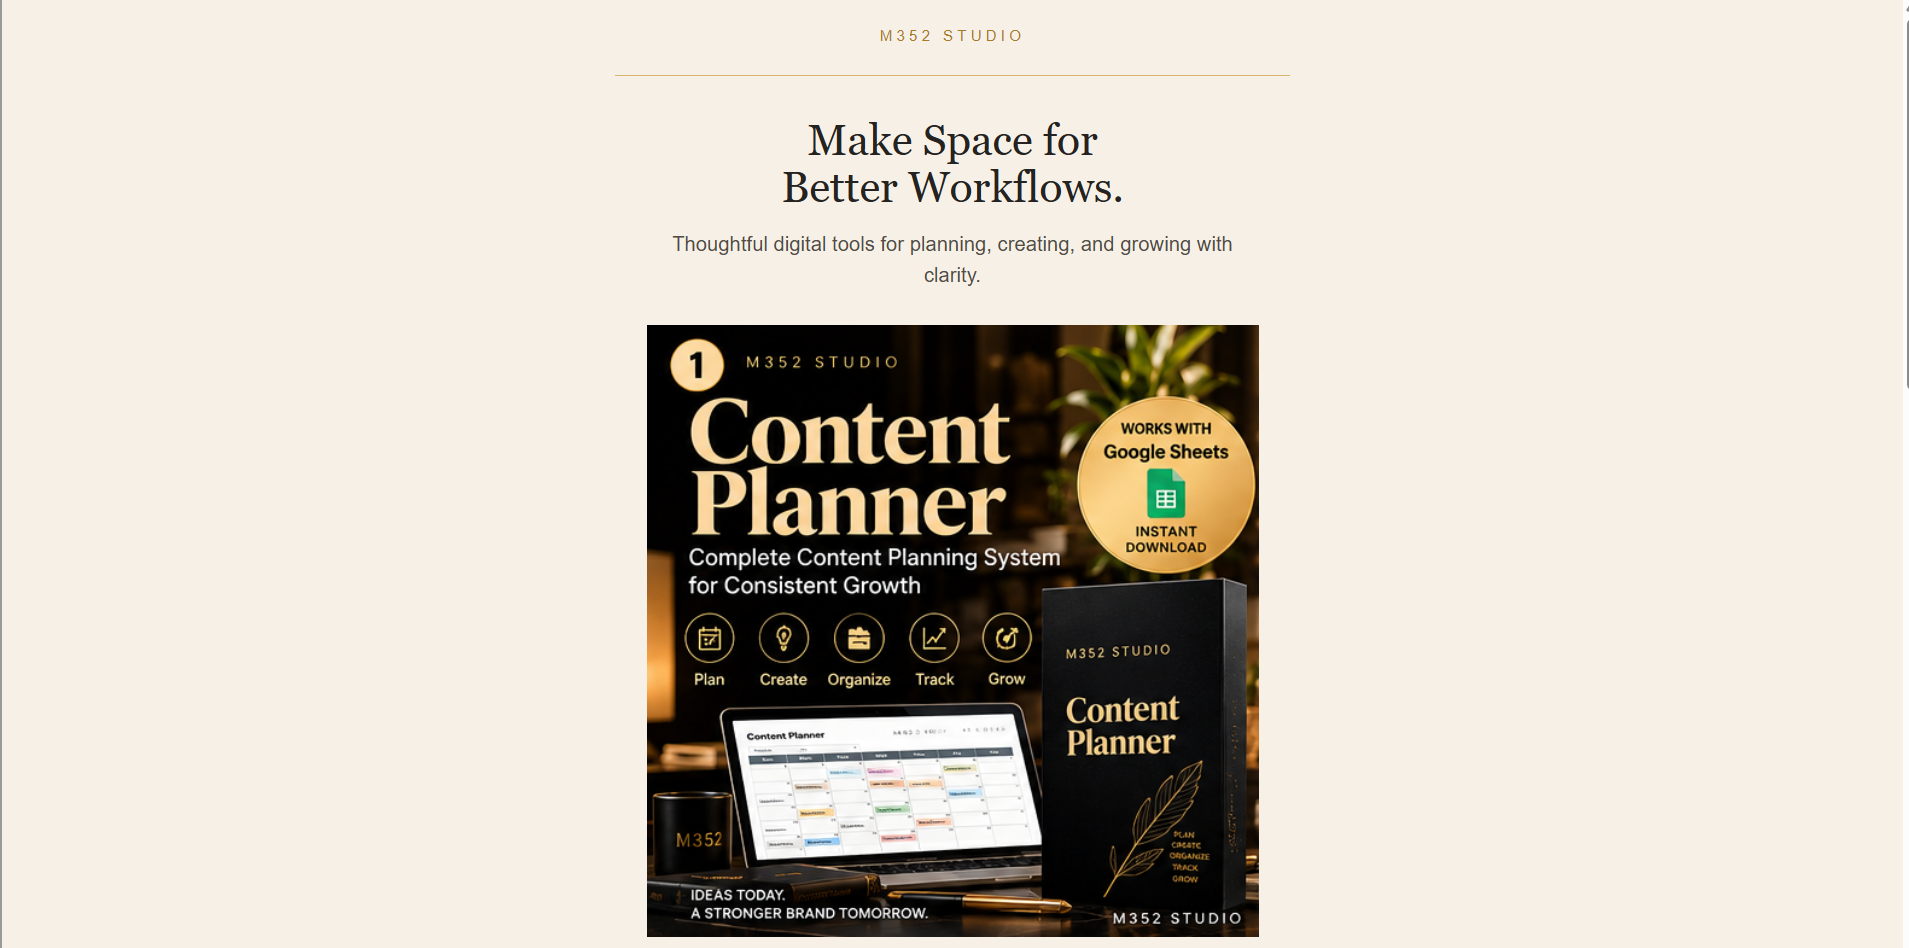 M352 STUDIO
Make Space for
Better Workflows.
Thoughtful digital tools for planning, creating, and growing with
clarity.
1
M352 STUDIO
Content
Planner
Complete Content Planning System
for Consistent Growth
WORKS WITH
Google Sheets
INSTANT
DOWNLOAD
Plan
Create
Organize
Track
Grow
Content Planner
M352 STUDIO
Content
Planner
PLAN
CREATE
ORGANIZE
TRACK
GROW
M352
IDEAS TODAY.
A STRONGER BRAND TOMORROW.
M352 STUDIO